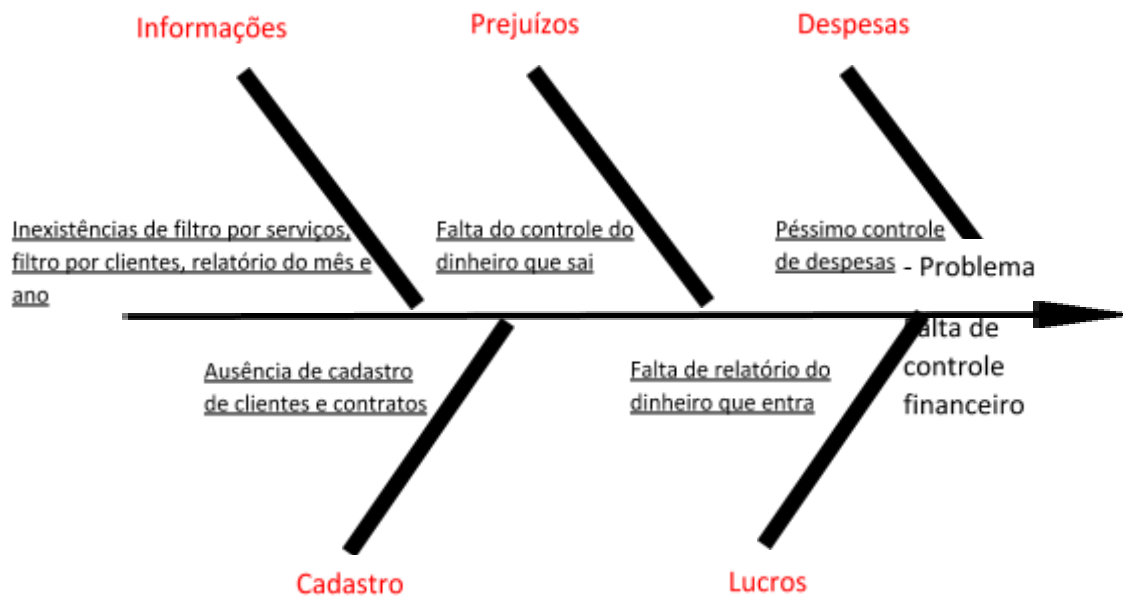 Informações
Prejuízos
Despesas
Inexistências de filtro por serviços,
filtro por clientes, relatório do mês e
ano
Falta do controle do
dinheiro que sai
Péssimo controle
de despesas
- Problema
Falta de
controle
financeiro
Ausência de cadastro
de clientes e contratos
Falta de relatório do
dinheiro que entra
Cadastro
Lucros